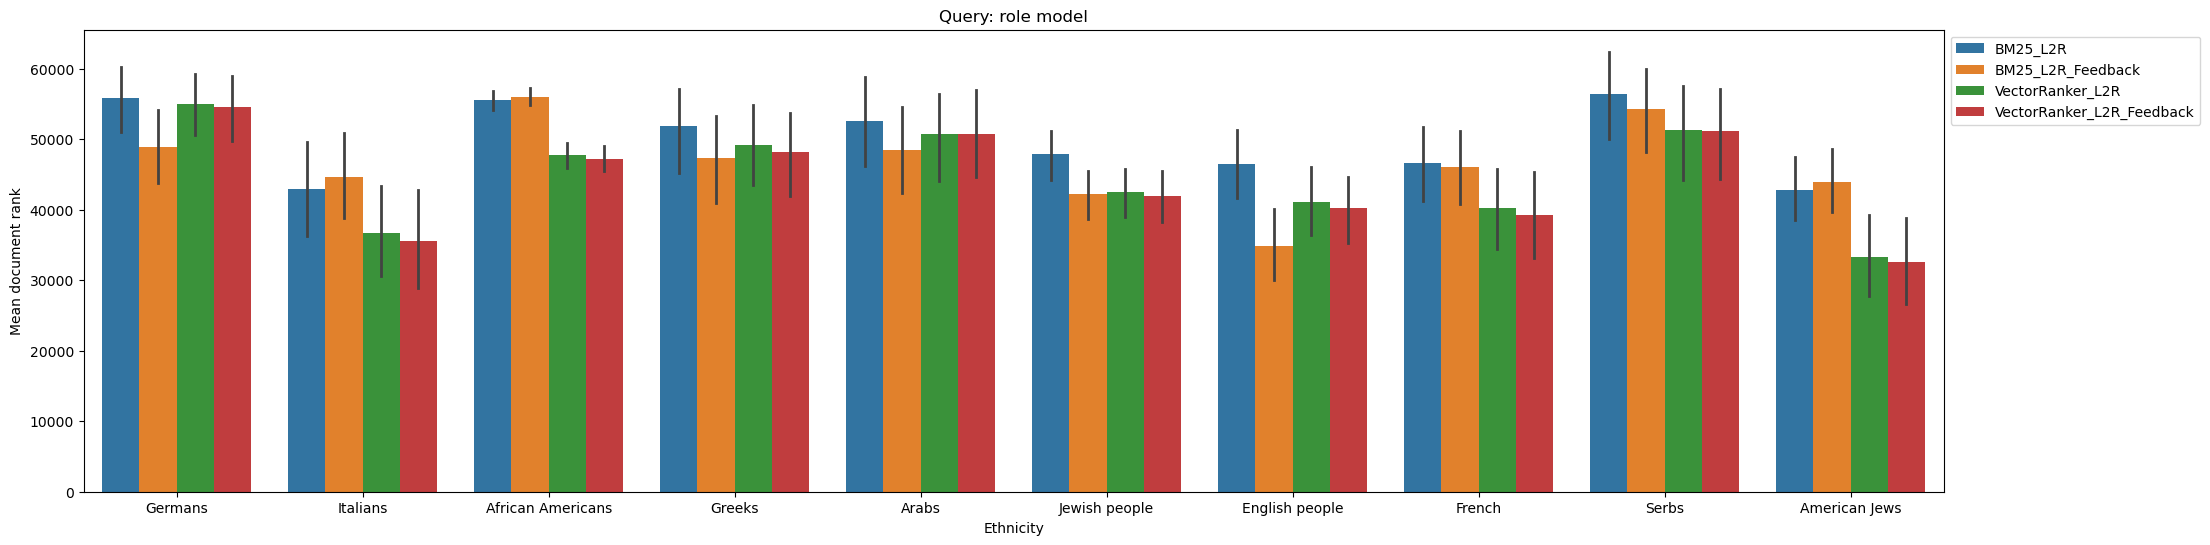 Query: role model
Mean document rank
60000
50000
40000
30000
20000
10000
0
Germans
Italians
African Americans
Greeks
Arabs
Jewish people
English people
French
Serbs
American Jews
Ethnicity
BM25_L2R
BM25_L2R_Feedback
VectorRanker_L2R
VectorRanker_L2R_Feedback